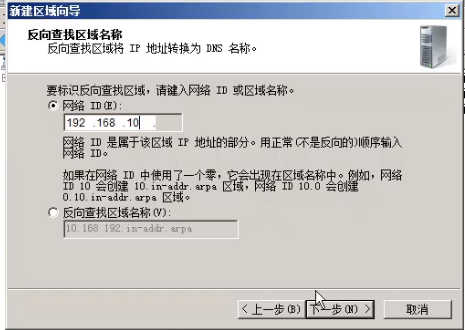 新建区域向导
反向查找区域名称
反向查找区域将 IP 地址转换为 DNS 名称。
要标识反向查找区域，请键入网络 ID 或区域名称。
网络 ID(E):
192 .168 .10 .
网络 ID 是属于该区域 IP 地址的部分。用正常(不是反向的)顺序输入
网络 ID。
如果在网络 ID 中使用了一个零，它会出现在区域名称中。例如，网络
ID 10 会创建 10.in-addr.arpa 区域，网络 ID 10.0 会创建
0.10.in-addr.arpa 区域。
反向查找区域名称(V):
10.168.192.in-addr.arpa
< 上一步(B) 下一步(N) > 取消